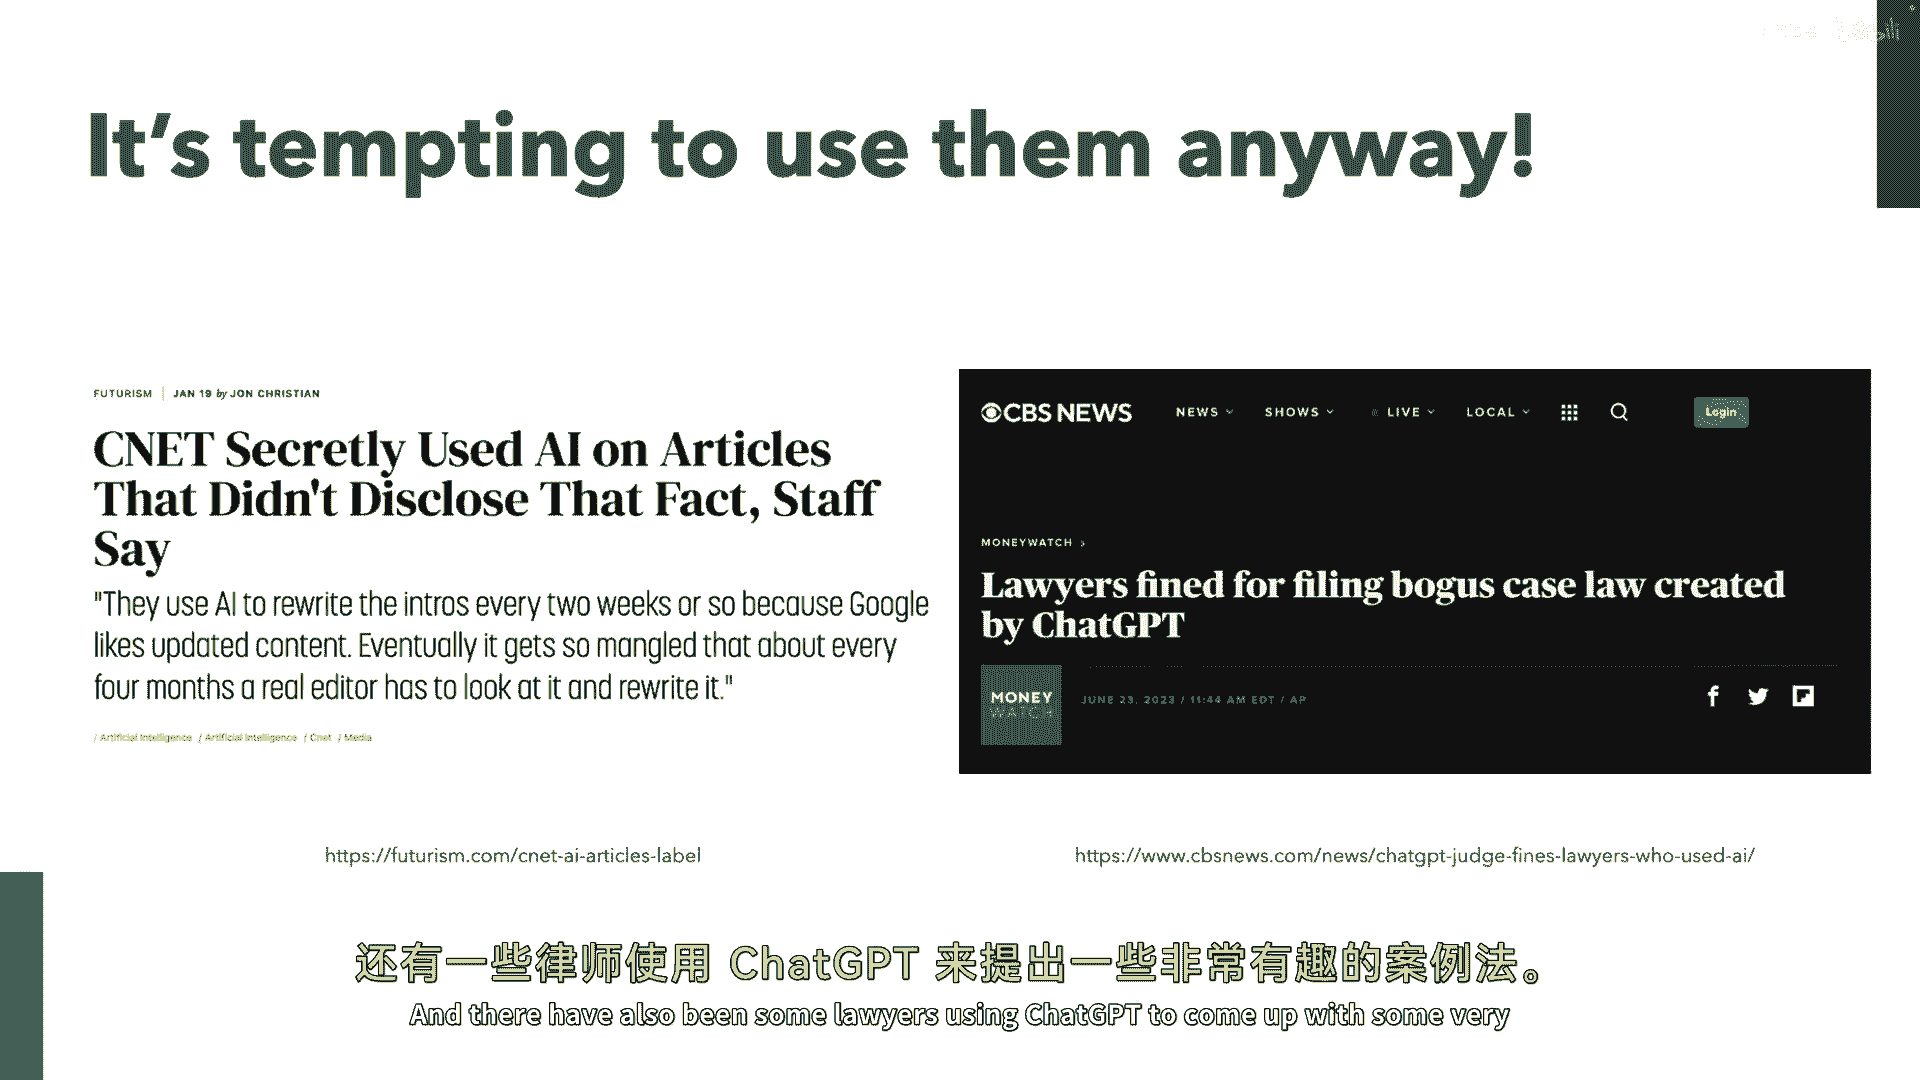 It's tempting to use them anyway!
FUTURISM | JAN 19 by JON CHRISTIAN
CNET Secretly Used AI on Articles
That Didn't Disclose That Fact, Staff
Say
"They use AI to rewrite the intros every two weeks or so because Google
likes updated content. Eventually it gets so mangled that about every
four months a real editor has to look at it and rewrite it."
/ Artificial Intelligence / Artificial Intelligence / Cnet / Media
https://futurism.com/cnet-ai-articles-label
CBS NEWS NEWS SHOWS LIVE LOCAL Login
MONEYWATCH >
Lawyers fined for filing bogus case law created
by ChatGPT
MONEY
WATCH
JUNE 23, 2023 / 11:44 AM EDT / AP
https://www.cbsnews.com/news/chatgpt-judge-fines-lawyers-who-used-ai/
还有一些律师使用 ChatGPT 来提出一些非常有趣的案例法。
And there have also been some lawyers using ChatGPT to come up with some very